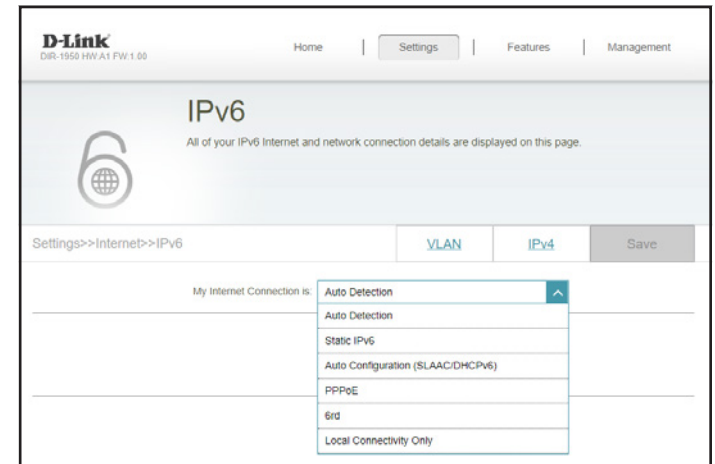 D-Link
DIR-1950 HW:A1 FW:1.00
Home | Settings | Features | Management
IPv6
All of your IPv6 Internet and network connection details are displayed on this page.
Settings>>Internet>>IPv6
VLAN
IPv4
Save
My Internet Connection is: Auto Detection
Auto Detection
Static IPv6
Auto Configuration (SLAAC/DHCPv6)
PPPoE
6rd
Local Connectivity Only